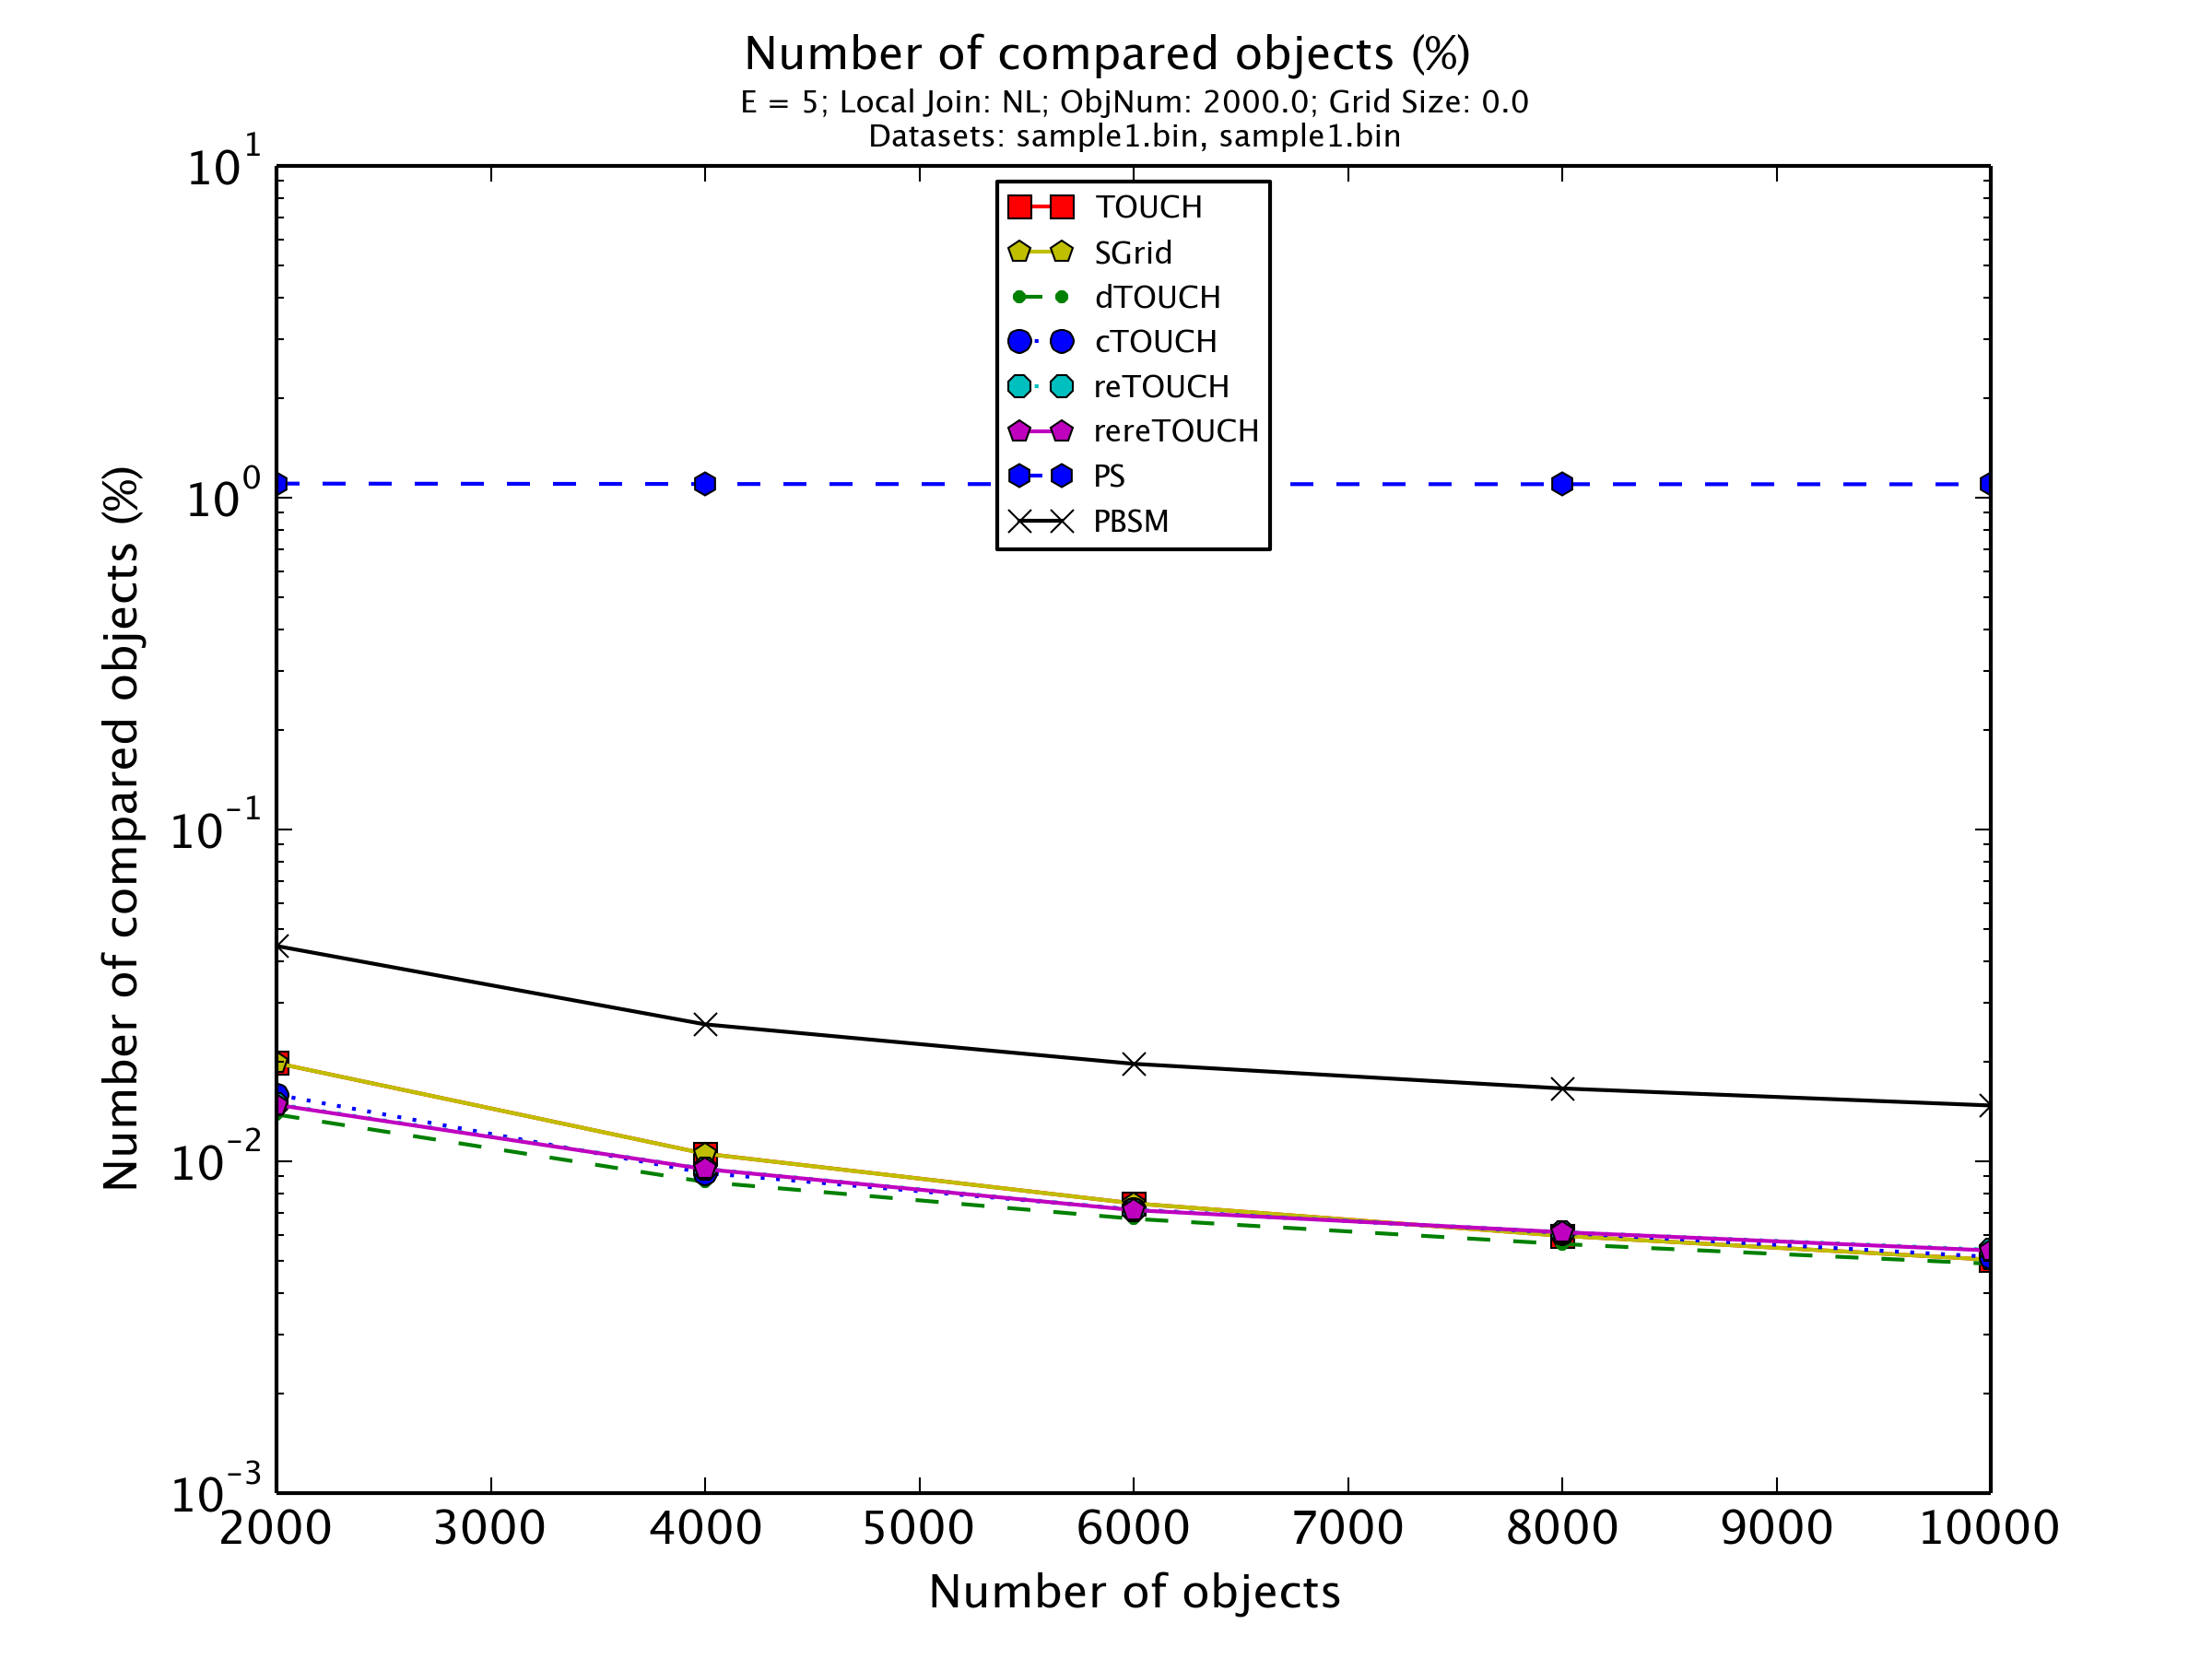 Number of compared objects (%)
E = 5; Local Join: NL; ObjNum: 2000.0; Grid Size: 0.0
Datasets: sample1.bin, sample1.bin
TOUCH
SGrid
dTOUCH
cTOUCH
reTOUCH
rereTOUCH
PS
PBSM
Number of compared objects (%)
10^1
10^0
10^-1
10^-2
10^-3
2000 3000 4000 5000 6000 7000 8000 9000 10000
Number of objects